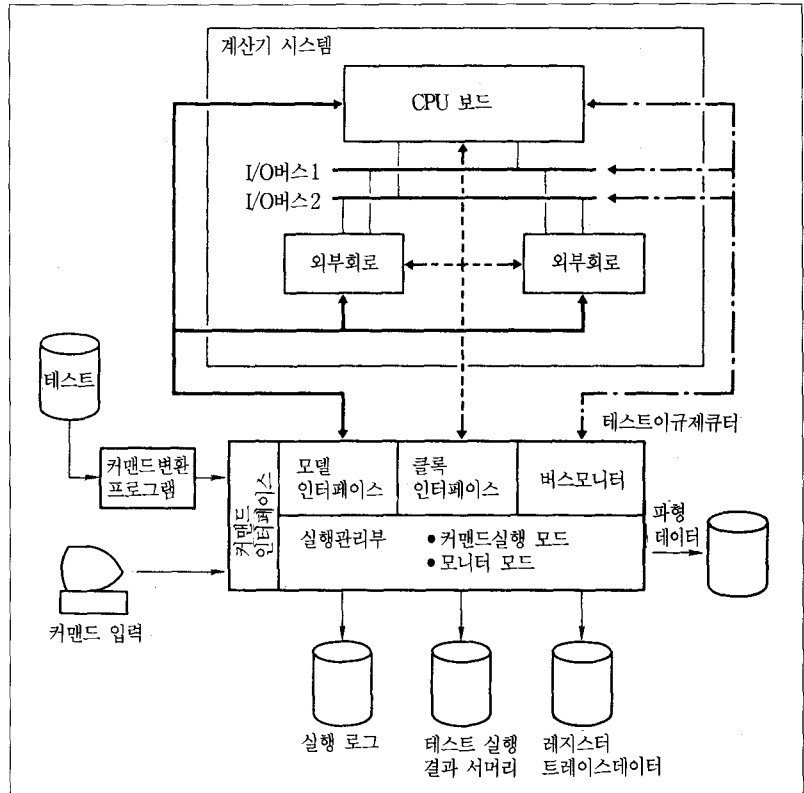 계산기 시스템
CPU 보드
I/O버스1
I/O버스2
외부회로
외부회로
테스트
테스트이규제큐터
커맨드변환
프로그램
커맨드
인터페이스
모델
인터페이스
클록
인터페이스
버스모니터
실행관리부
• 커맨드실행 모드
• 모니터 모드
파형
데이터
커맨드 입력
실행 로그
테스트 실행
결과 서머리
레지스터
트레이스데이터